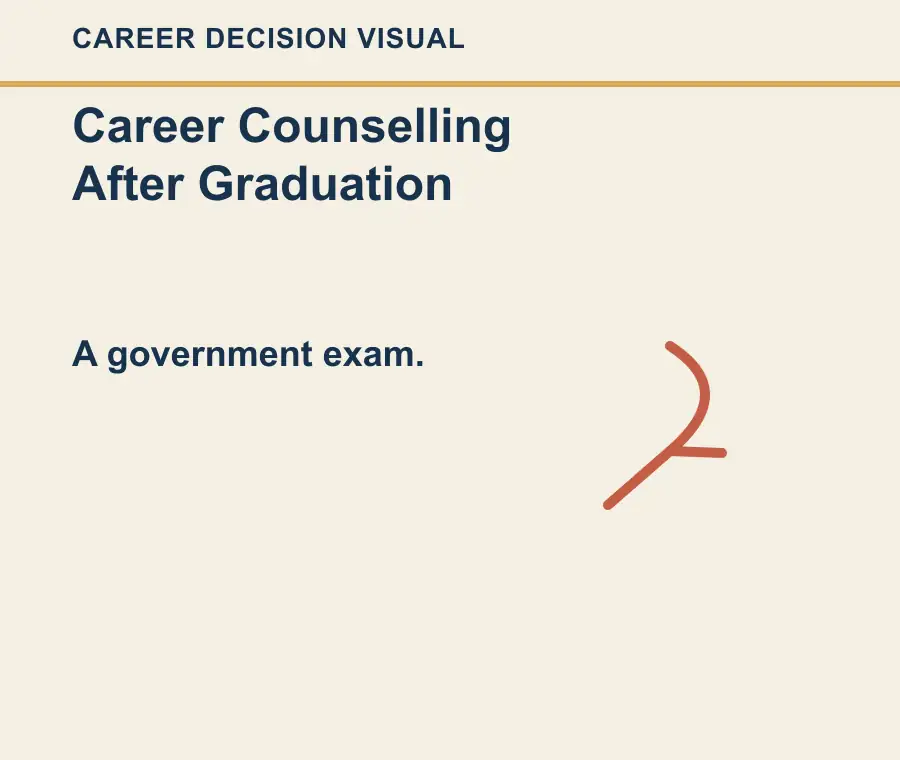 CAREER DECISION VISUAL
Career Counselling
After Graduation
A government exam.